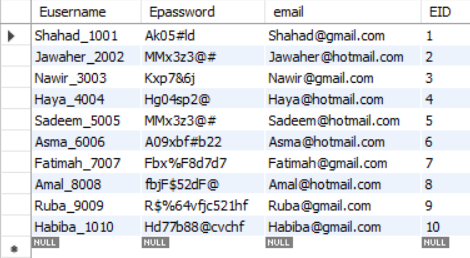 Eusername Epassword email EID
Shahad_1001 Ak05#ld Shahad@gmail.com 1
Jawaher_2002 MMx3z3@# Jawaher@hotmail.com 2
Nawir_3003 Kxp7&6j Nawir@gmail.com 3
Haya_4004 Hg04sp2@ Haya@hotmail.com 4
Sadeem_5005 MMx3z3@# Sadeem@hotmail.com 5
Asma_6006 A09xbf#b22 Asma@hotmail.com 6
Fatimah_7007 Fbx%F8d7d7 Fatimah@gmail.com 7
Amal_8008 fbjF$52dF@ Amal@hotmail.com 8
Ruba_9009 R$%64vfjc521hf Ruba@gmail.com 9
Habiba_1010 Hd77b88@cvchf Habiba@gmail.com 10
NULL NULL NULL NULL